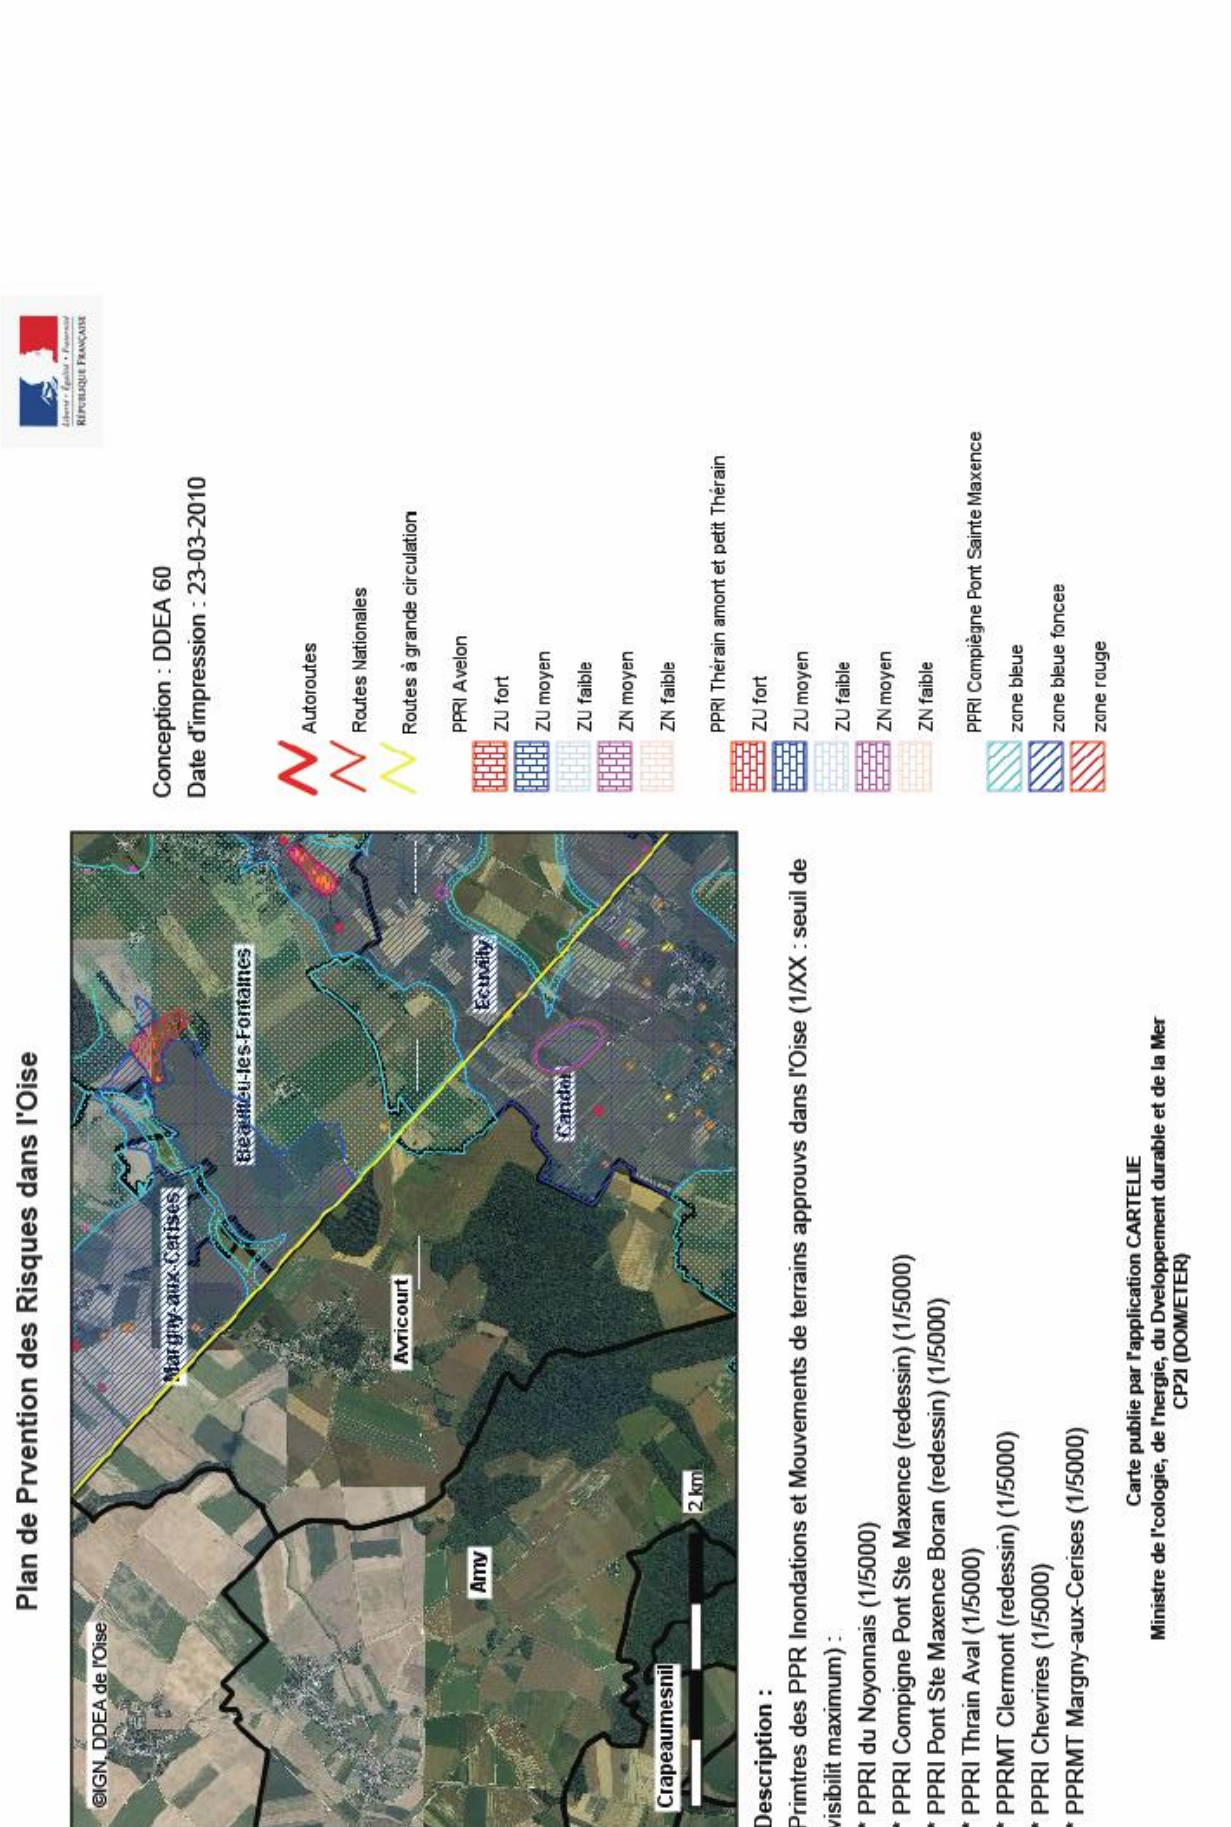 Plan de Prvention des Risques dans l'Oise
Liberté • Égalité • Fraternité
RÉPUBLIQUE FRANÇAISE
©IGN, DDEA de l'Oise
Margny-aux-Cerises
Beaulieu-les-Fontaines
Avricourt
Ecuvilly
Amy
Candor
Crapeaumesnil
2 km
Conception : DDEA 60
Date d'impression : 23-03-2010
Autoroutes
Routes Nationales
Routes à grande circulation
PPRI Avelon
ZU fort
ZU moyen
ZU faible
ZN moyen
ZN faible
PPRI Thérain amont et petit Thérain
ZU fort
ZU moyen
ZU faible
ZN moyen
ZN faible
PPRI Compiègne Pont Sainte Maxence
zone bleue
zone bleue foncee
zone rouge
Description :
Primtres des PPR Inondations et Mouvements de terrains approuvs dans l'Oise (1/XX : seuil de
visibilit maximum) :
* PPRI du Noyonnais (1/5000)
* PPRI Compigne Pont Ste Maxence (redessin) (1/5000)
* PPRI Pont Ste Maxence Boran (redessin) (1/5000)
* PPRI Thrain Aval (1/5000)
* PPRMT Clermont (redessin) (1/5000)
* PPRI Chevrires (1/5000)
* PPRMT Margny-aux-Cerises (1/5000)
Carte publie par l'application CARTELIE
Ministre de l'cologie, de l'nergie, du Dveloppement durable et de la Mer
CP2I (DOM/ETER)